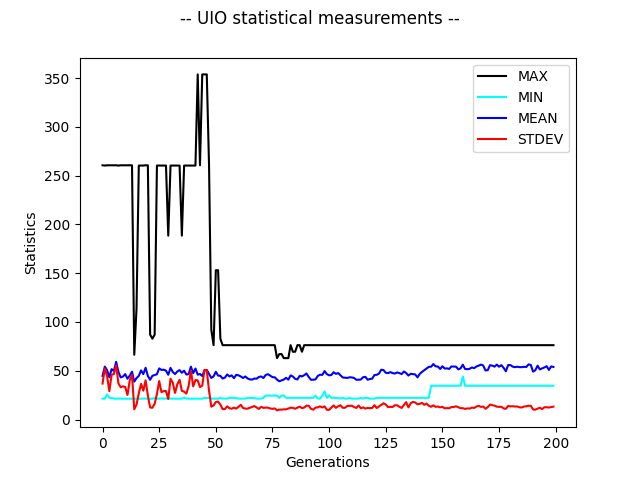 -- UIO statistical measurements --
350
300
250
200
150
100
50
0
Statistics
MAX
MIN
MEAN
STDEV
0 25 50 75 100 125 150 175 200
Generations